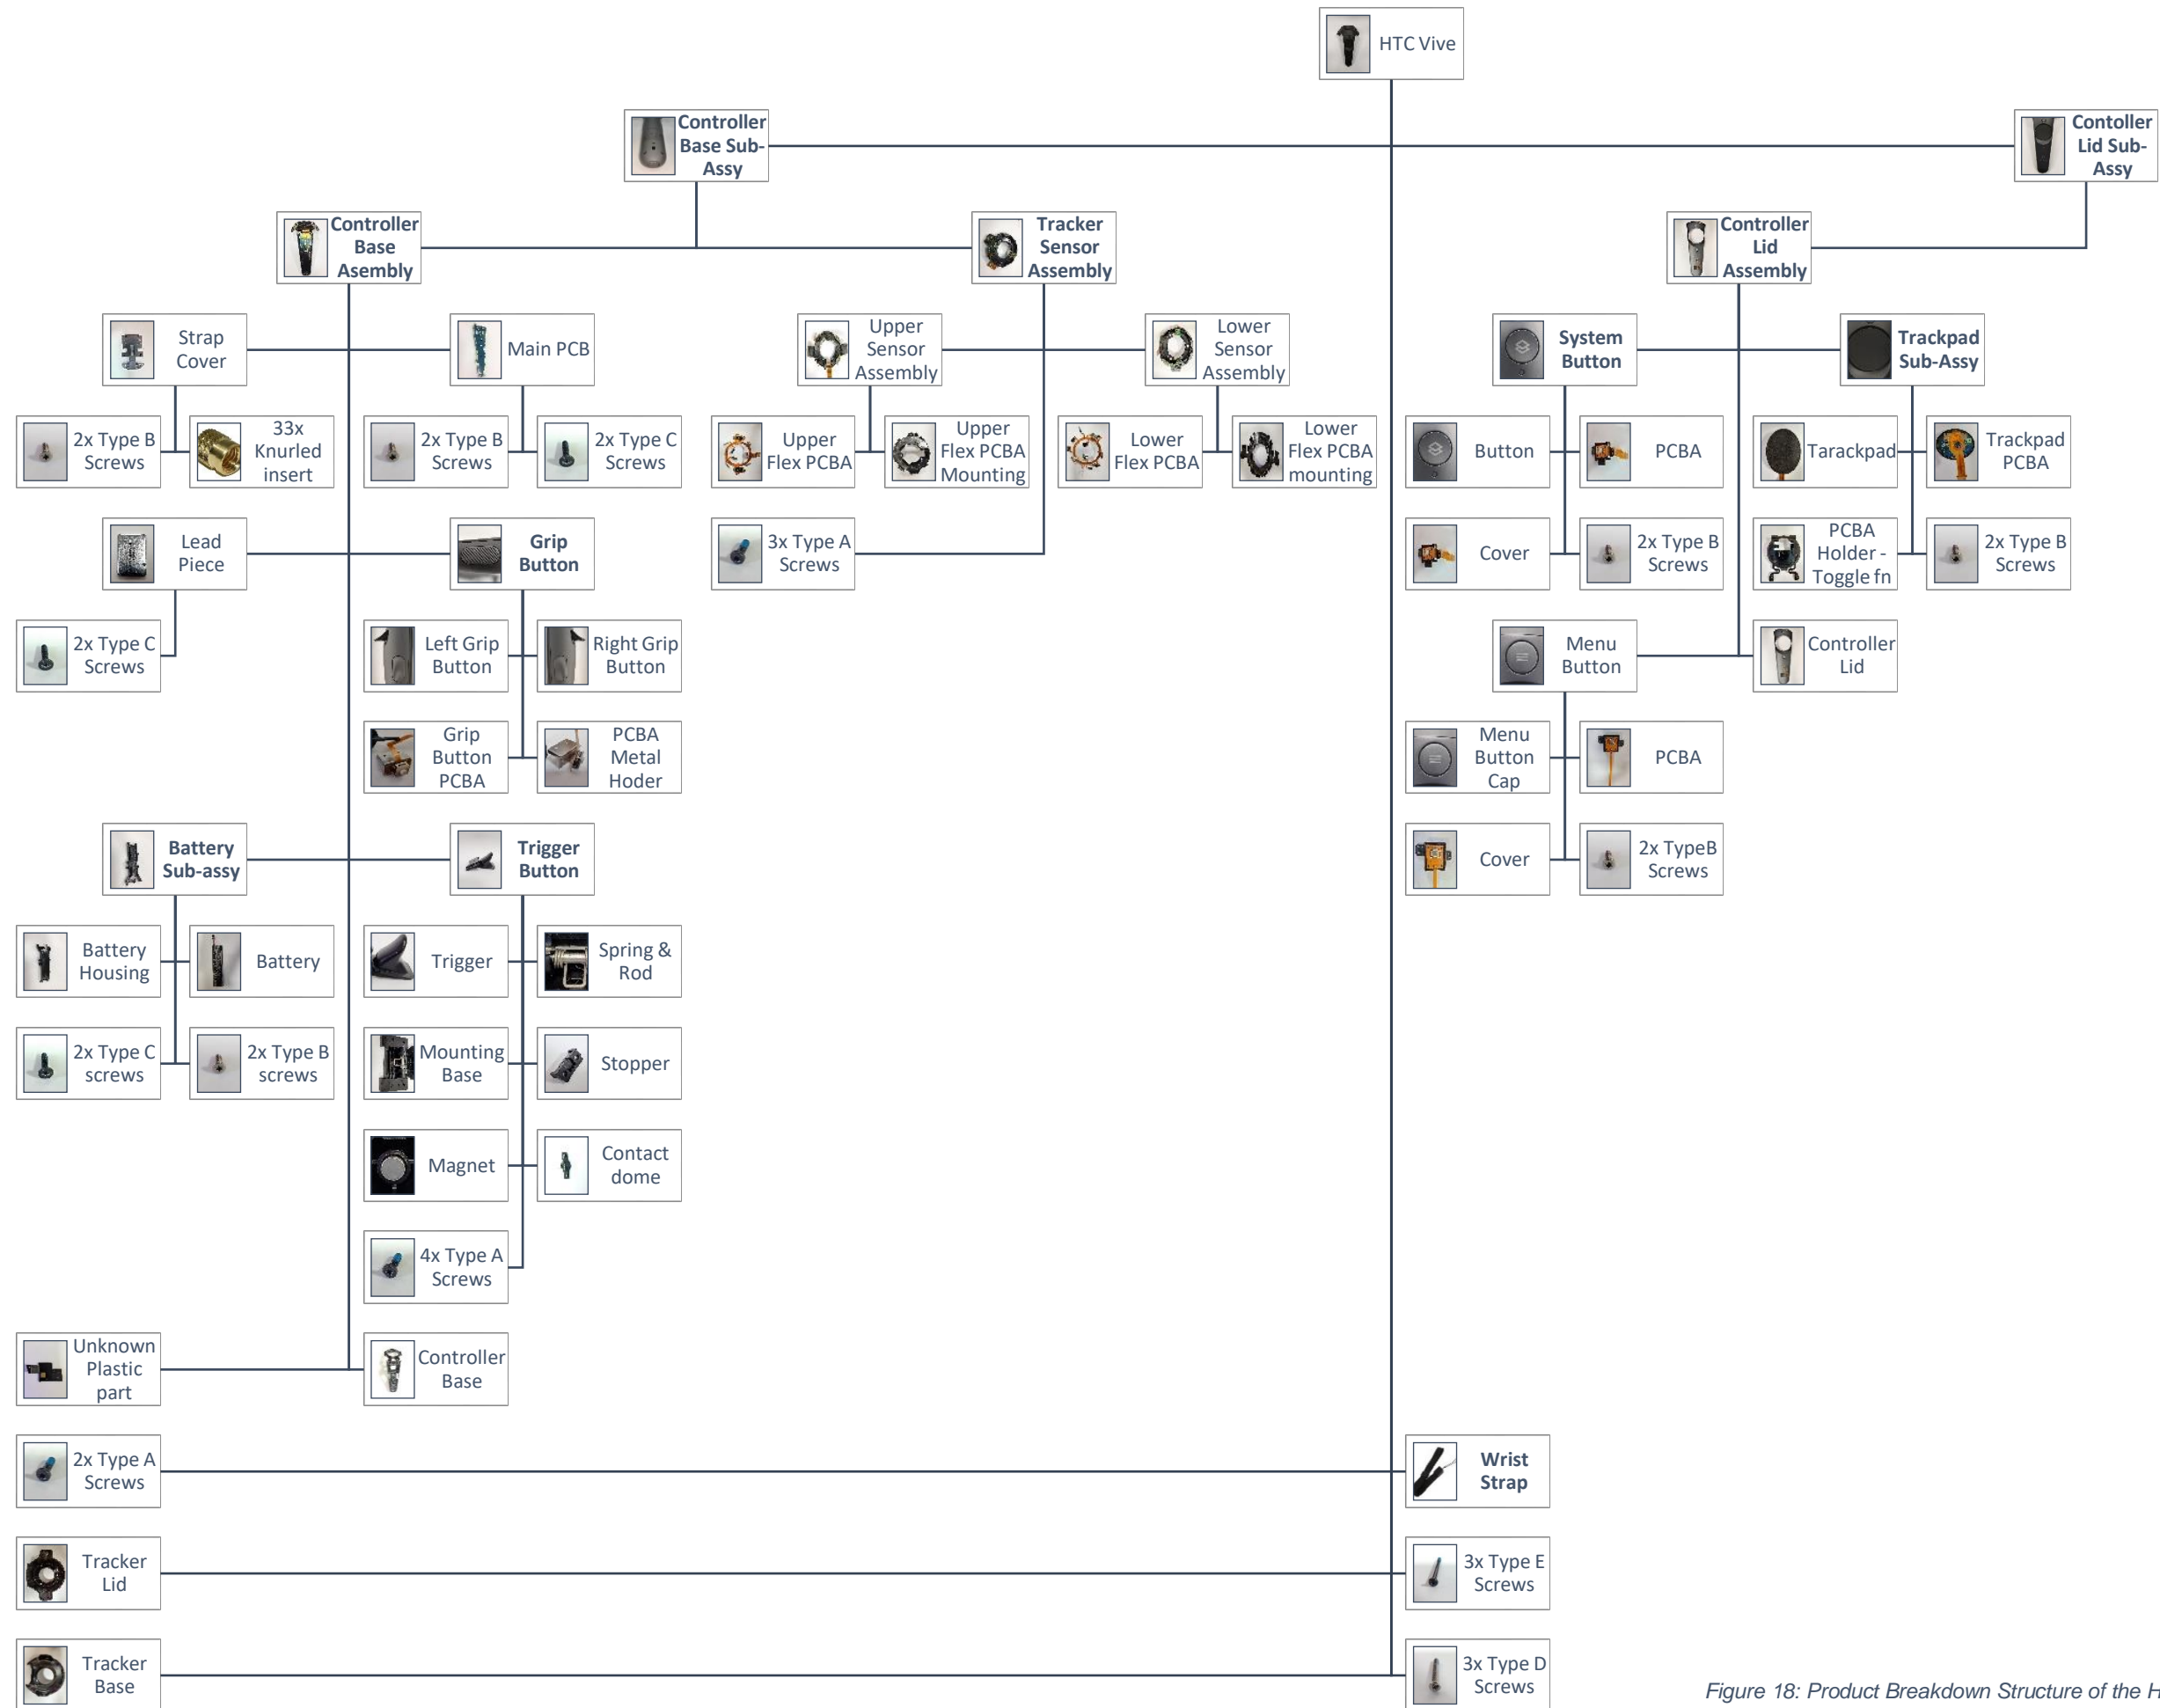 HTC Vive
Controller
Base Sub-
Assy
Contoller
Lid Sub-
Assy
Controller
Base
Asembly
Tracker
Sensor
Assembly
Controller
Lid
Assembly
Strap
Cover
Main PCB
Upper
Sensor
Assembly
Lower
Sensor
Assembly
System
Button
Trackpad
Sub-Assy
2x Type B
Screws
33x
Knurled
insert
2x Type B
Screws
2x Type C
Screws
Upper
Flex PCBA
Upper
Flex PCBA
Mounting
Lower
Flex PCBA
Lower
Flex PCBA
mounting
Button
PCBA
Tarackpad
Trackpad
PCBA
Lead
Piece
Grip
Button
3x Type A
Screws
Cover
2x Type B
Screws
PCBA
Holder -
Toggle fn
2x Type B
Screws
2x Type C
Screws
Left Grip
Button
Right Grip
Button
Menu
Button
Controller
Lid
Grip
Button
PCBA
PCBA
Metal
Hoder
Menu
Button
Cap
PCBA
Battery
Sub-assy
Trigger
Button
Cover
2x TypeB
Screws
Battery
Housing
Battery
Trigger
Spring &
Rod
2x Type C
screws
2x Type B
screws
Mounting
Base
Stopper
Magnet
Contact
dome
4x Type A
Screws
Unknown
Plastic
part
Controller
Base
2x Type A
Screws
Wrist
Strap
Tracker
Lid
3x Type E
Screws
Tracker
Base
3x Type D
Screws
Figure 18: Product Breakdown Structure of the H